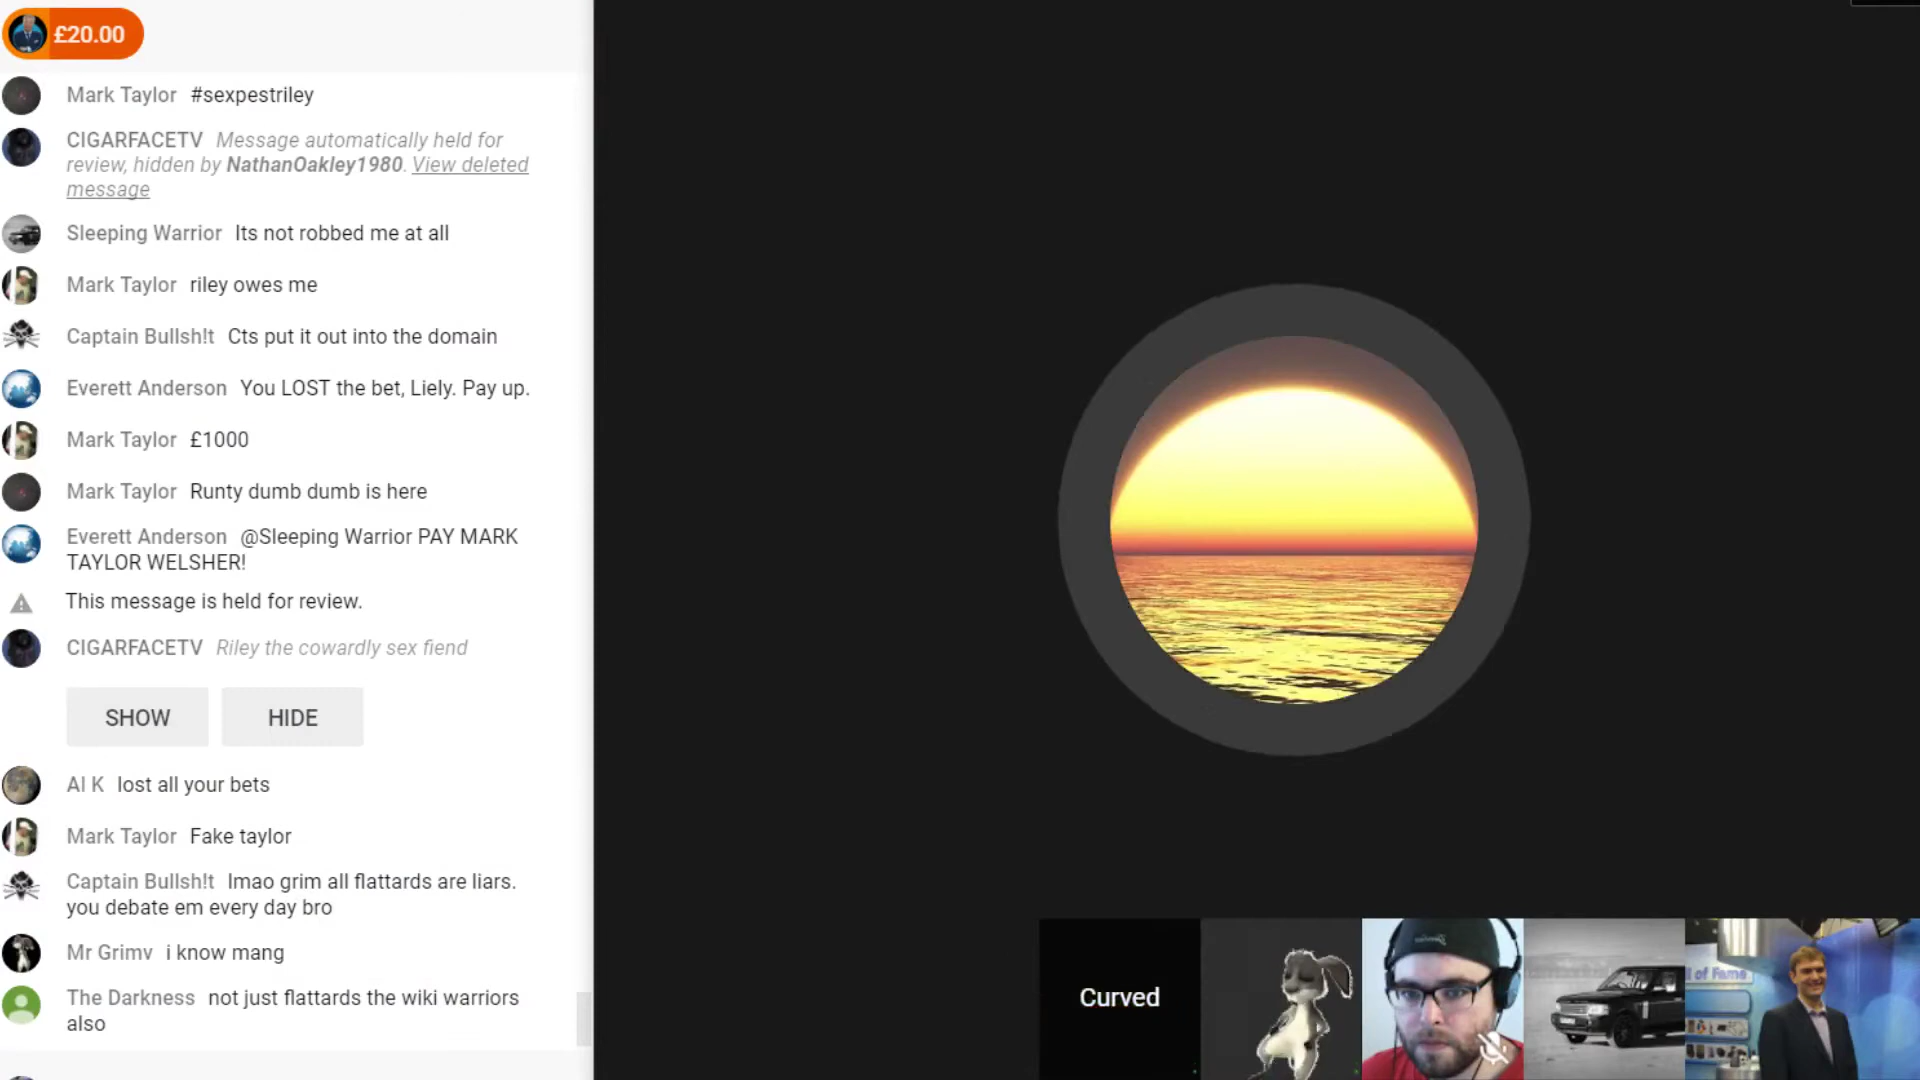 £20.00
Mark Taylor #sexpestriley
CIGARFACETV Message automatically held for
review, hidden by NathanOakley1980. View deleted
message
Sleeping Warrior Its not robbed me at all
Mark Taylor riley owes me
Captain Bullsh!t Cts put it out into the domain
Everett Anderson You LOST the bet, Liely. Pay up.
Mark Taylor £1000
Mark Taylor Runty dumb dumb is here
Everett Anderson @Sleeping Warrior PAY MARK
TAYLOR WELSHER!
This message is held for review.
CIGARFACETV Riley the cowardly sex fiend
SHOW HIDE
Al K lost all your bets
Mark Taylor Fake taylor
Captain Bullsh!t lmao grim all flattards are liars.
you debate em every day bro
Mr Grimv i know mang
The Darkness not just flattards the wiki warriors
also
Curved
l of Fame